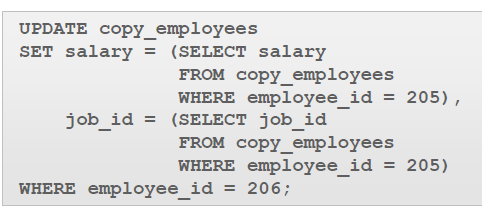 UPDATE copy_employees
SET salary = (SELECT salary
              FROM copy_employees
              WHERE employee_id = 205),
    job_id = (SELECT job_id
              FROM copy_employees
              WHERE employee_id = 205)
WHERE employee_id = 206;